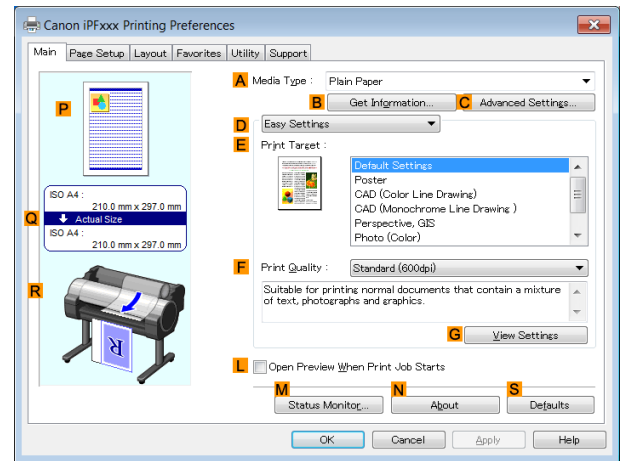 Canon iPFxxx Printing Preferences
Main Page Setup Layout Favorites Utility Support
A Media Type : Plain Paper
B Get Information... C Advanced Settings...
D Easy Settings
E Print Target :
Default Settings
Poster
CAD (Color Line Drawing)
CAD (Monochrome Line Drawing )
Perspective, GIS
Photo (Color)
P
ISO A4 :
210.0 mm x 297.0 mm
Q Actual Size
ISO A4 :
210.0 mm x 297.0 mm
R
R
F Print Quality : Standard (600dpi)
Suitable for printing normal documents that contain a mixture
of text, photographs and graphics.
G View Settings
L Open Preview When Print Job Starts
M N S
Status Monitor... About Defaults
OK Cancel Apply Help